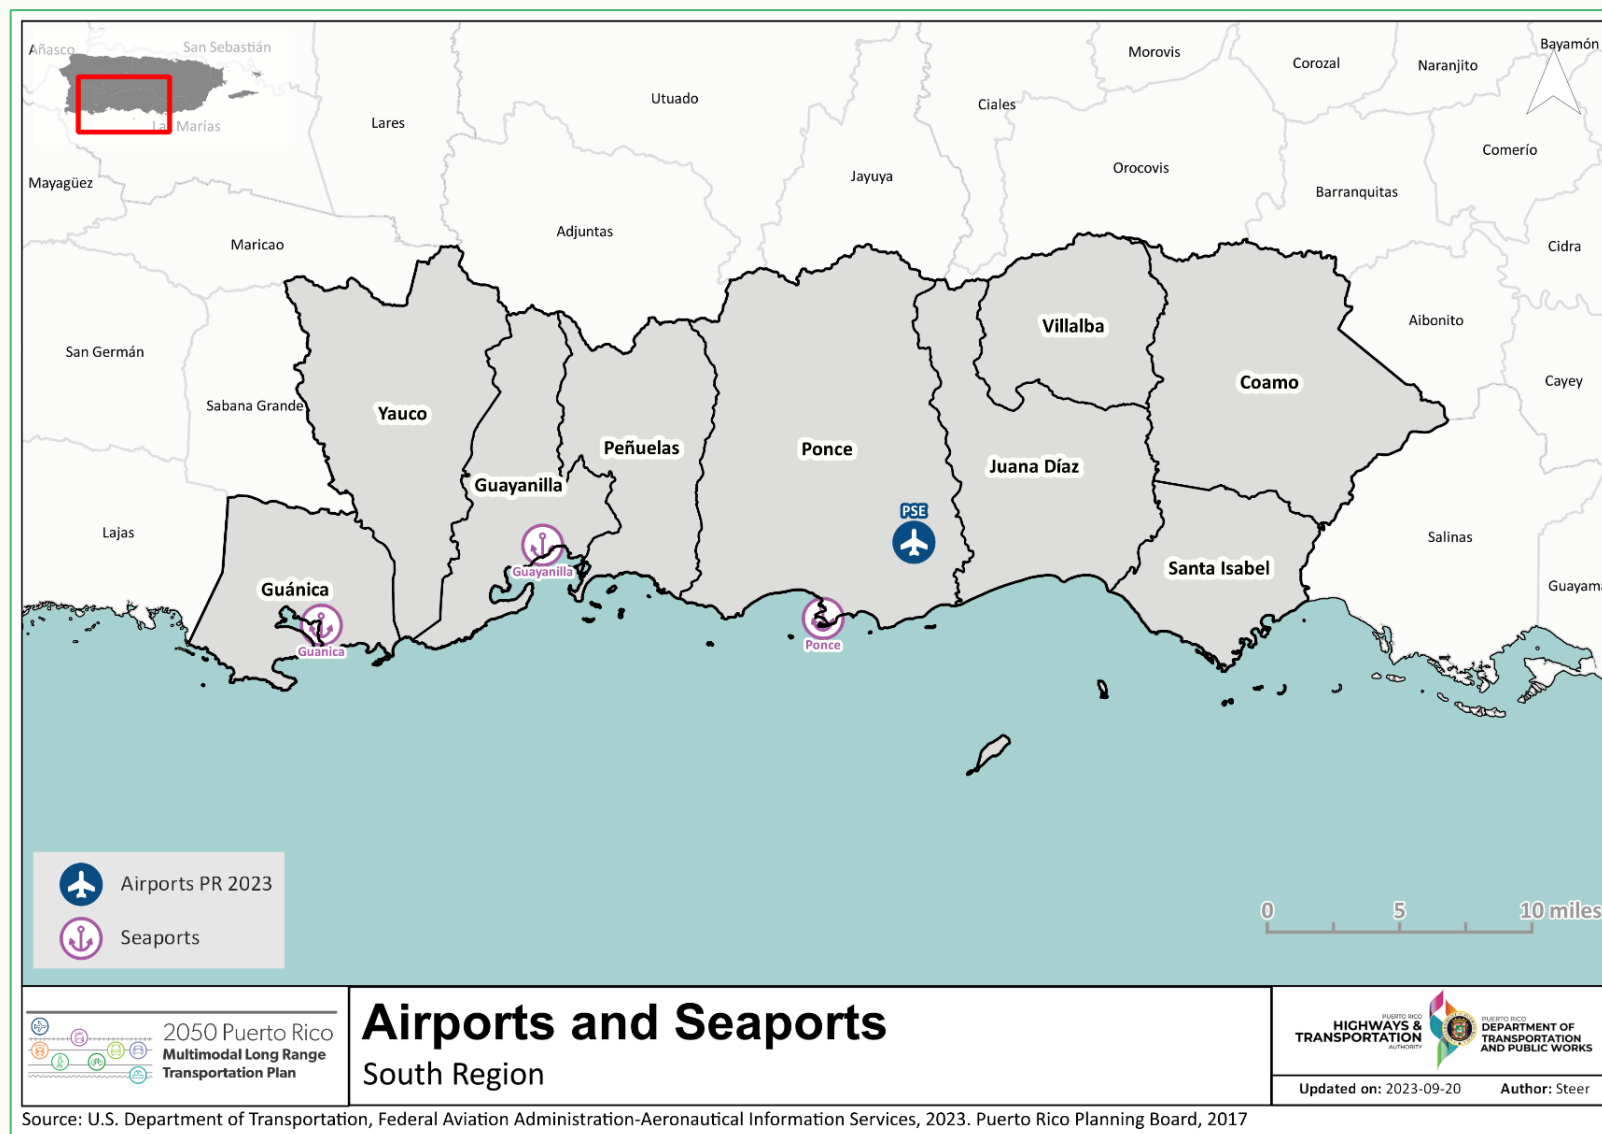 Añasco
San Sebastián
Las Marías
Mayagüez
Lares
Utuado
Ciales
Morovis
Corozal
Naranjito
Bayamón
Comerío
Orocovis
Barranquitas
Jayuya
Adjuntas
Maricao
Cidra
Aibonito
San Germán
Sabana Grande
Cayey
Lajas
Salinas
Guayama
Villalba
Coamo
Yauco
Peñuelas
Ponce
Juana Díaz
Guayanilla
PSE
Santa Isabel
Guánica
Guayanilla
Guanica
Ponce
Airports PR 2023
Seaports
0 5 10 miles
2050 Puerto Rico
Multimodal Long Range
Transportation Plan
Airports and Seaports
South Region
PUERTO RICO
HIGHWAYS &
TRANSPORTATION
AUTHORITY
PUERTO RICO
DEPARTMENT OF
TRANSPORTATION
AND PUBLIC WORKS
Updated on: 2023-09-20 Author: Steer
Source: U.S. Department of Transportation, Federal Aviation Administration-Aeronautical Information Services, 2023. Puerto Rico Planning Board, 2017